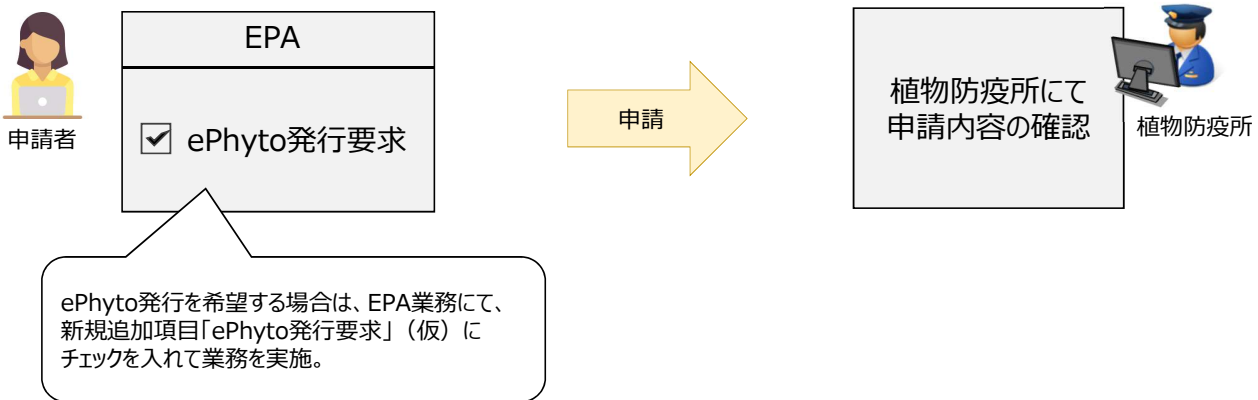 EPA
申請者
ePhyto発行要求
申請
植物防疫所にて
申請内容の確認
植物防疫所
ePhyto発行を希望する場合は、EPA業務にて、
新規追加項目「ePhyto発行要求」（仮）に
チェックを入れて業務を実施。